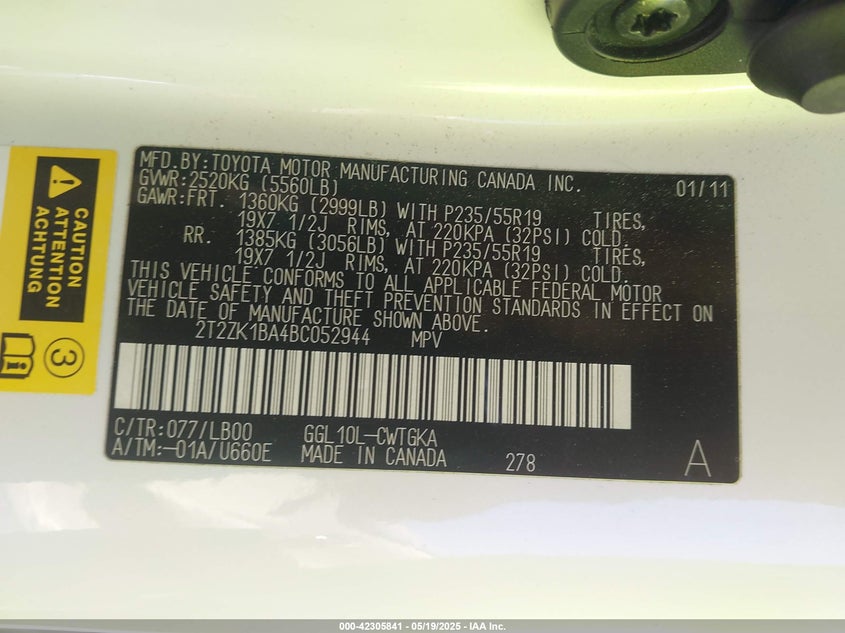 CAUTION
ATTENTION
ACHTUNG
3
MFD.BY:TOYOTA MOTOR MANUFACTURING CANADA INC. 01/11
GVWR:2520KG (5560LB)
GAWR:FRT. 1360KG (2999LB) WITH P235/55R19 TIRES,
19X7 1/2J RIMS, AT 220KPA (32PSI) COLD.
RR. 1385KG (3056LB) WITH P235/55R19 TIRES,
19X7 1/2J RIMS, AT 220KPA (32PSI) COLD.
THIS VEHICLE CONFORMS TO ALL APPLICABLE FEDERAL MOTOR
VEHICLE SAFETY AND THEFT PREVENTION STANDARDS IN EFFECT ON
THE DATE OF MANUFACTURE SHOWN ABOVE.
2T2ZK1BA4BC052944 MPV
C/TR:077/LB00 GGL10L-CWTGKA
A/TM:-01A/U660E MADE IN CANADA 278 A
000-42305841 - 05/19/2025 - IAA Inc.